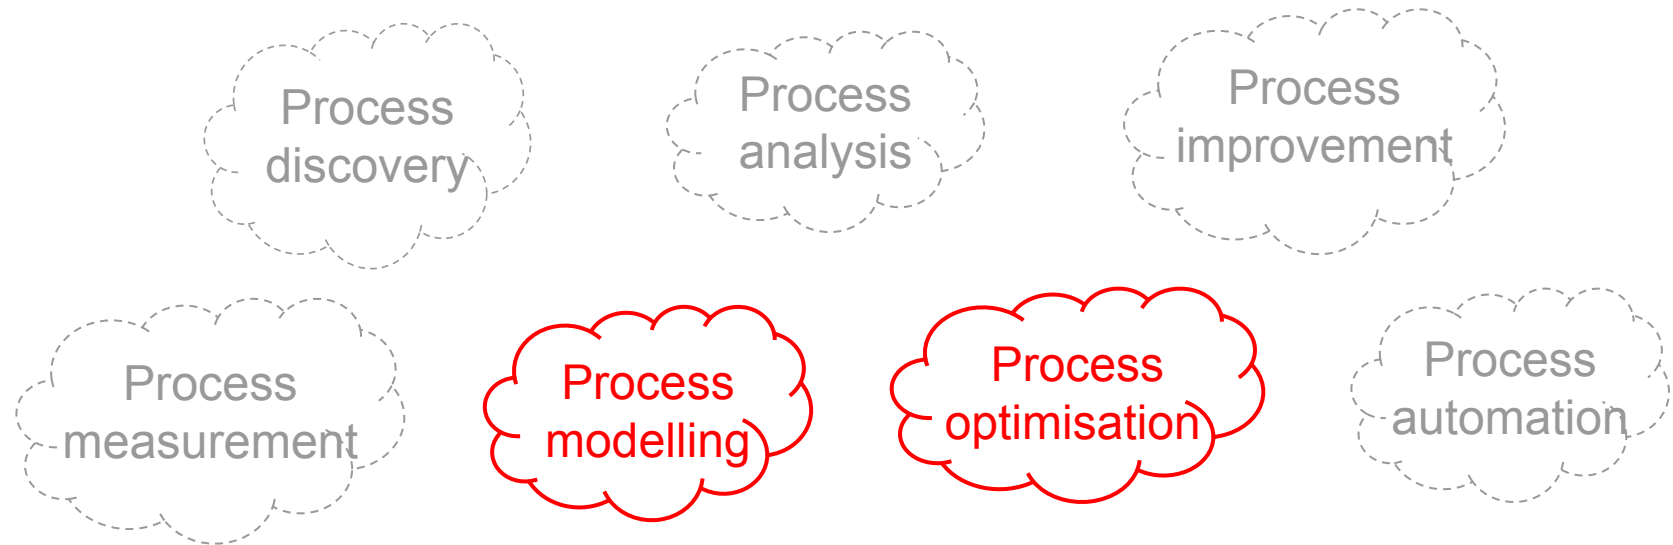 Process
discovery
Process
analysis
Process
improvement
Process
measurement
Process
modelling
Process
optimisation
Process
automation